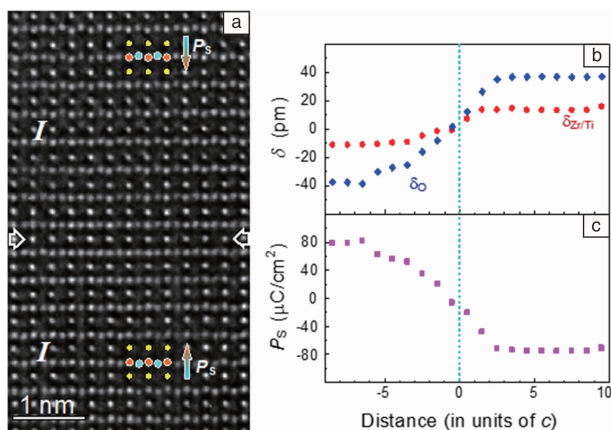 a
Ps
I
I
Ps
1 nm
b
40
20
0
-20
-40
δ (pm)
δZr/Ti
δO
c
80
40
0
-40
-80
Ps (μC/cm²)
-5
0
5
10
Distance (in units of c)